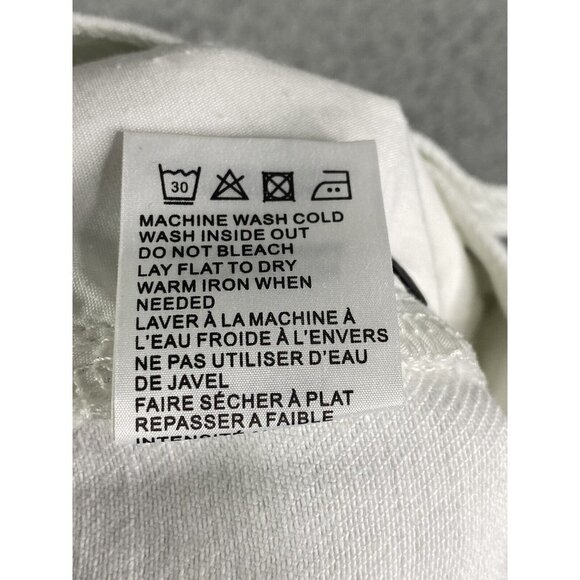 30
MACHINE WASH COLD
WASH INSIDE OUT
DO NOT BLEACH
LAY FLAT TO DRY
WARM IRON WHEN
NEEDED
LAVER À LA MACHINE À
L'EAU FROIDE À L'ENVERS
NE PAS UTILISER D'EAU
DE JAVEL
FAIRE SÉCHER À PLAT
REPASSER A FAIBLE
INTENSITÉ